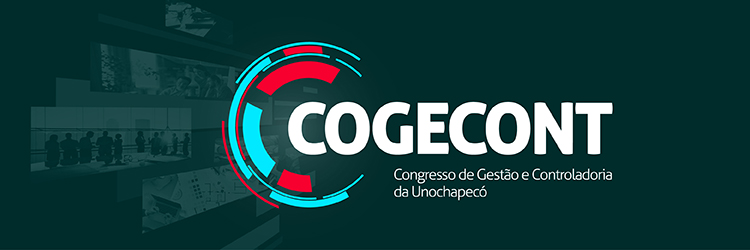 COGECONT
Congresso de Gestão e Controladoria
da Unochapecó